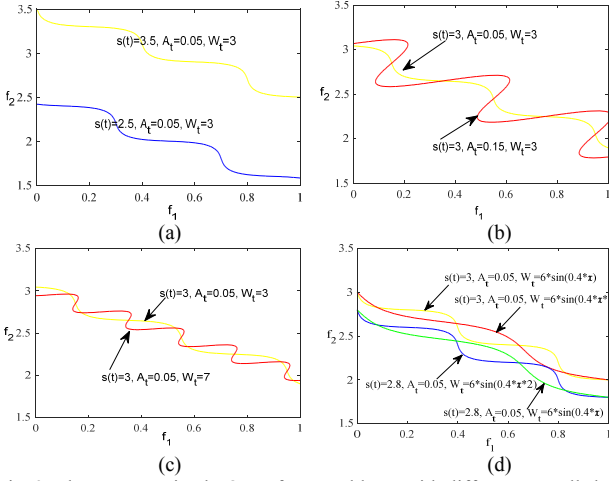 3.5
3
f2
2.5
2
1.5
0 0.2 0.4 0.6 0.8 1
f1
s(t)=3.5, At=0.05, Wt=3
s(t)=2.5, At=0.05, Wt=3
(a)
3.5
3
f2
2.5
2
1.5
0 0.2 0.4 0.6 0.8 1
f1
s(t)=3, At=0.05, Wt=3
s(t)=3, At=0.15, Wt=3
(b)
3.5
3
f2
2.5
2
1.5
0 0.2 0.4 0.6 0.8 1
f1
s(t)=3, At=0.05, Wt=3
s(t)=3, At=0.05, Wt=7
(c)
3.5
3
f2
2.5
2
1.5
0 0.2 0.4 0.6 0.8 1
f1
s(t)=3, At=0.05, Wt=6*sin(0.4*π)
s(t)=3, At=0.05, Wt=6*sin(0.4*π*
s(t)=2.8, At=0.05, Wt=6*sin(0.4*π*2)
s(t)=2.8, At=0.05, Wt=6*sin(0.4*π)
(d)